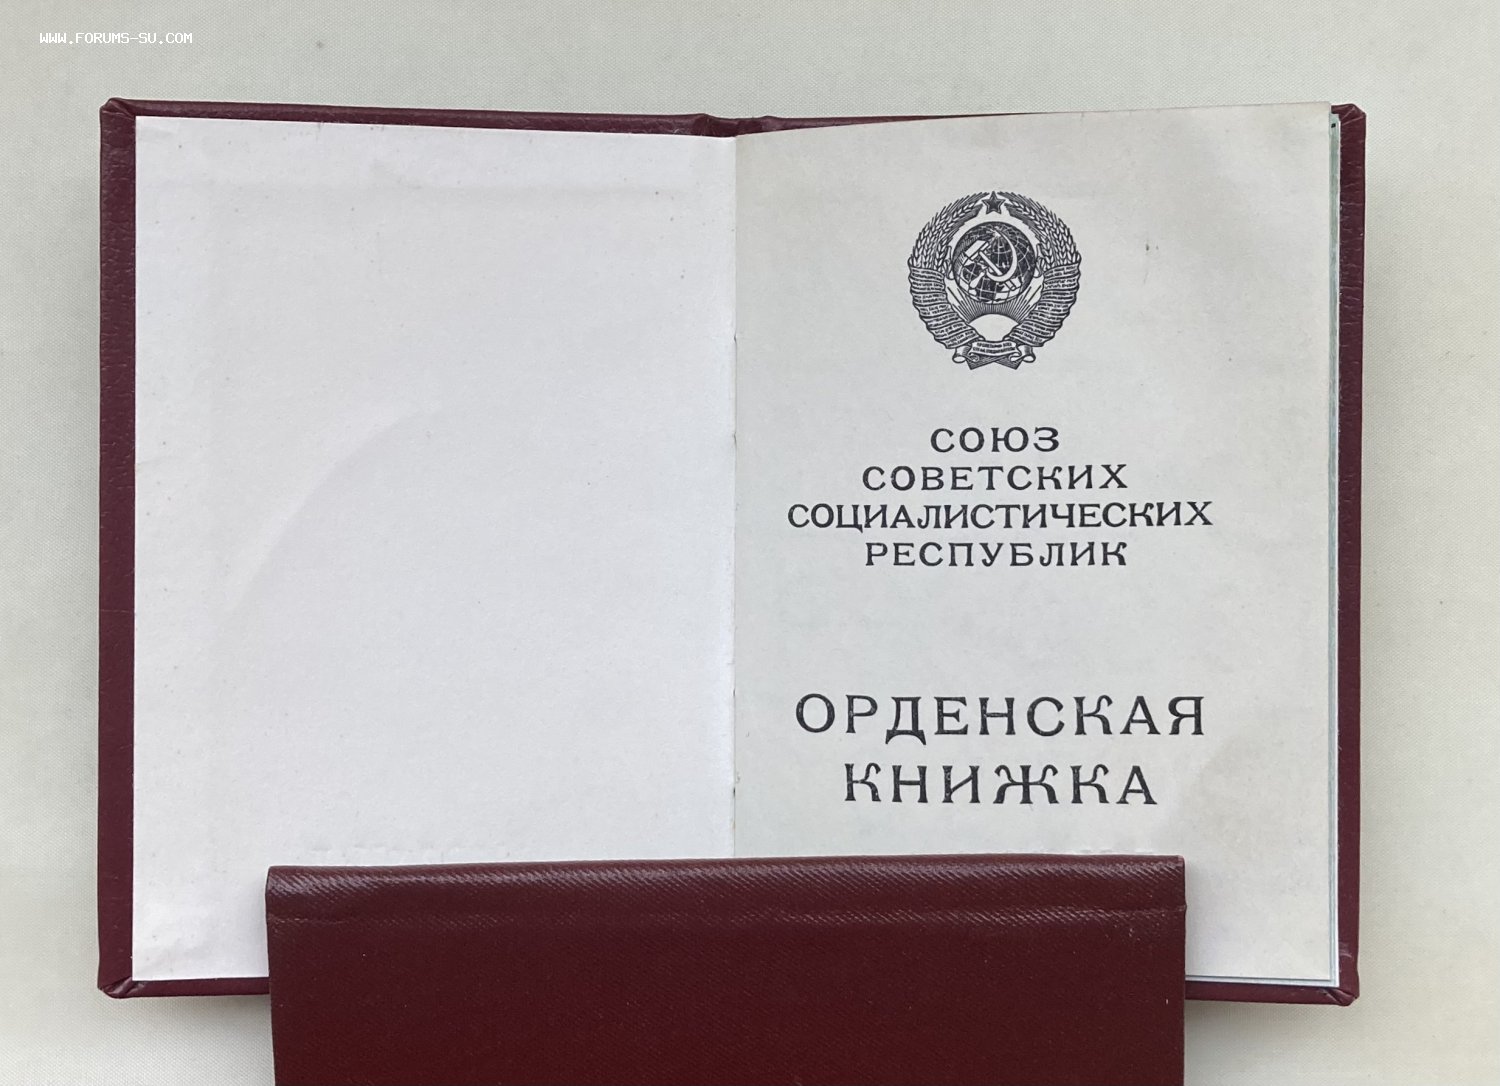 WWW.FORUMS-SU.COM
СОЮЗ
СОВЕТСКИХ
СОЦИАЛИСТИЧЕСКИХ
РЕСПУБЛИК
ОРДЕНСКАЯ
КНИЖКА